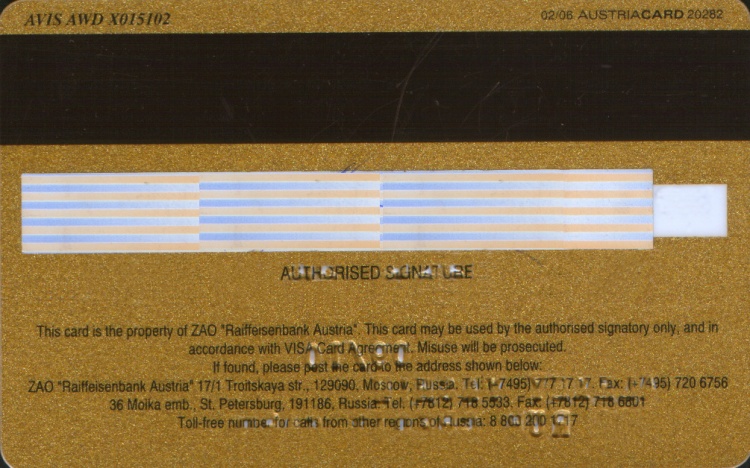 AVIS AWD X015102
02/06 AUSTRIACARD 20282
AUTHORISED SIGNATURE
This card is the property of ZAO "Raiffeisenbank Austria". This card may be used by the authorised signatory only, and in
accordance with VISA Card Agreement. Misuse will be prosecuted.
If found, please post the card to the address shown below:
ZAO "Raiffeisenbank Austria" 17/1 Troitskaya str., 129090, Moscow, Russia. Tel: (+7495) 777 17 17. Fax: (+7495) 720 6756
36 Moika emb., St. Petersburg, 191186, Russia. Tel. (+7812) 718 Fax: (+7812) 718 6801
Toll-free number for calls from other regions of Russia: 8 800 200